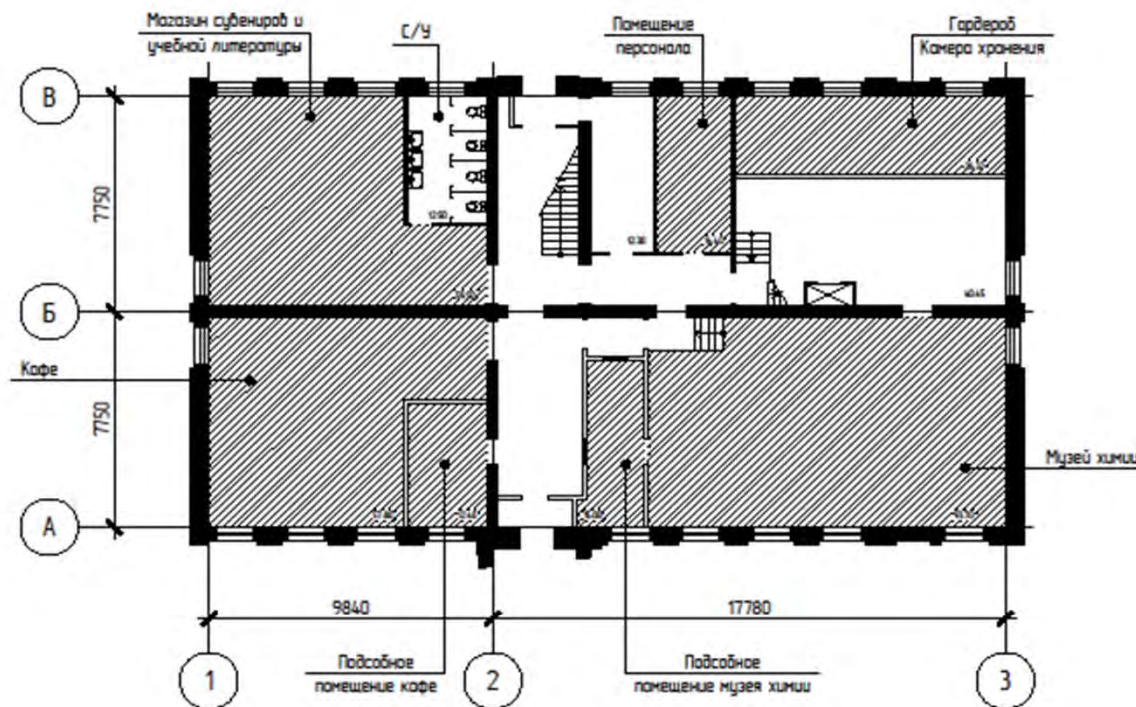 Магазин сувениров и
учебной литературы
С/У
Помещение
персонала
Гардероб
Камера хранения
В
7750
Б
Кафе
7750
Музей химии
А
9840
17780
Подсобное
помещение кафе
Подсобное
помещение музея химии
1
2
3